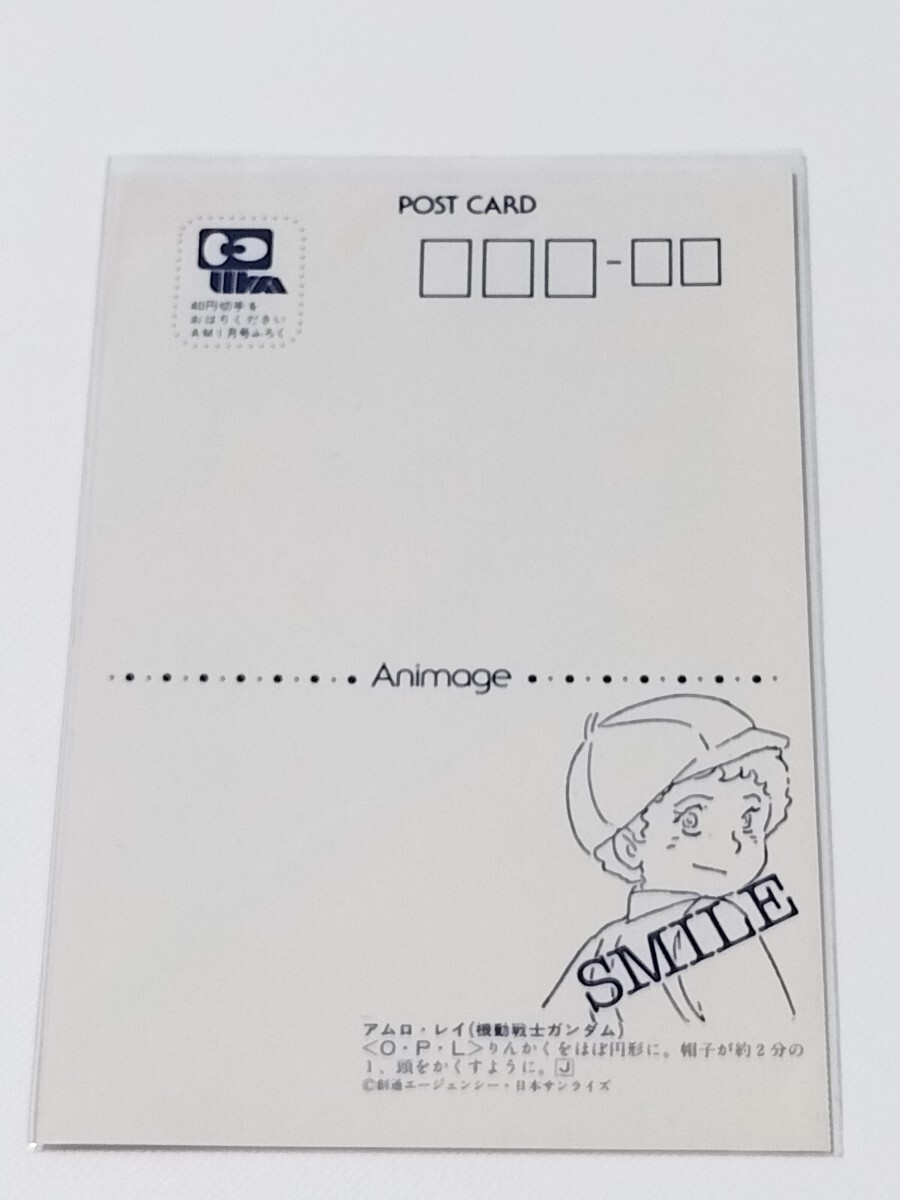 POST CARD
40円切手を
おはりください
AM1月号ふろく
Animage
SMILE
アムロ・レイ(機動戦士ガンダム)
<O・P・L>りんかくをほぼ円形に。帽子が約2分の
1、頭をかくすように。J
©創通エージェンシー・日本サンライズ